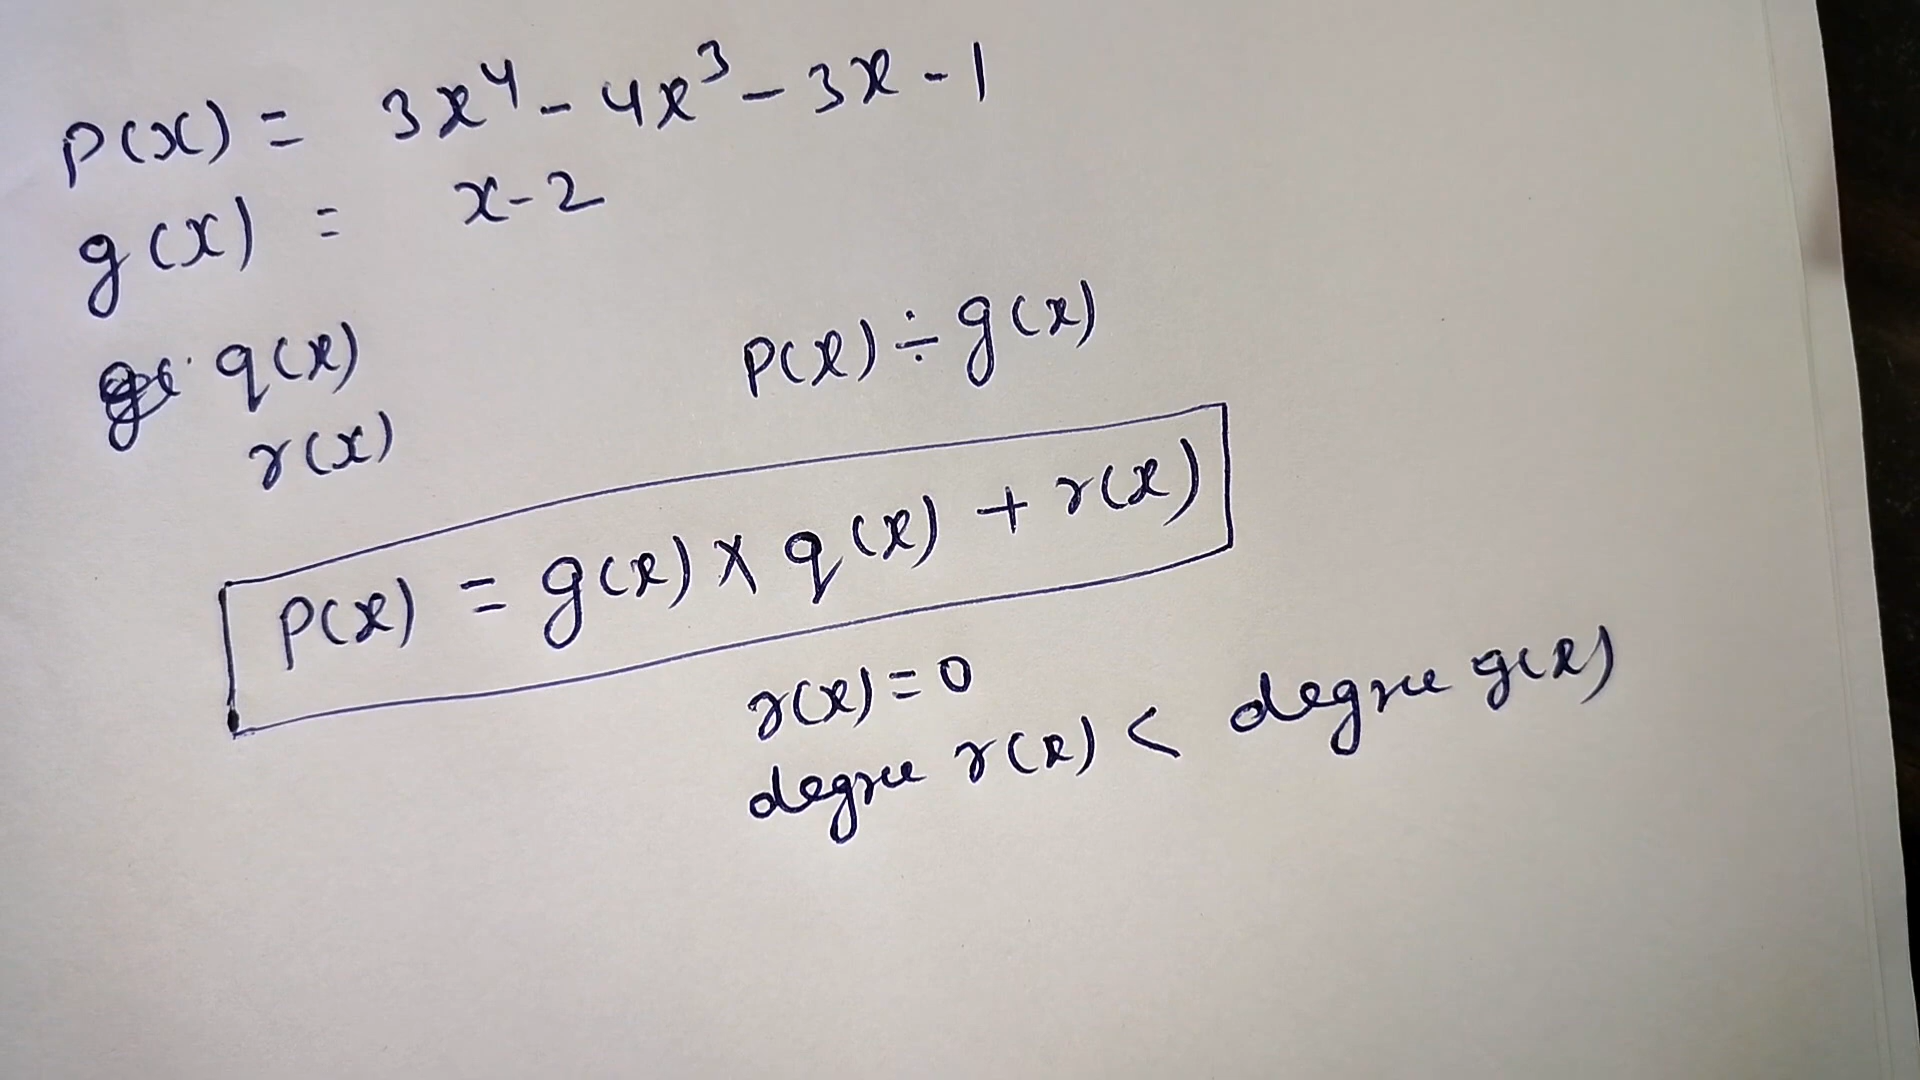 P(x) = 3x⁴ - 4x³ - 3x - 1
g(x) = x - 2
q(x)
P(x) ÷ g(x)
r(x)
P(x) = g(x) × q(x) + r(x)
r(x) = 0
degree r(x) < degree g(x)